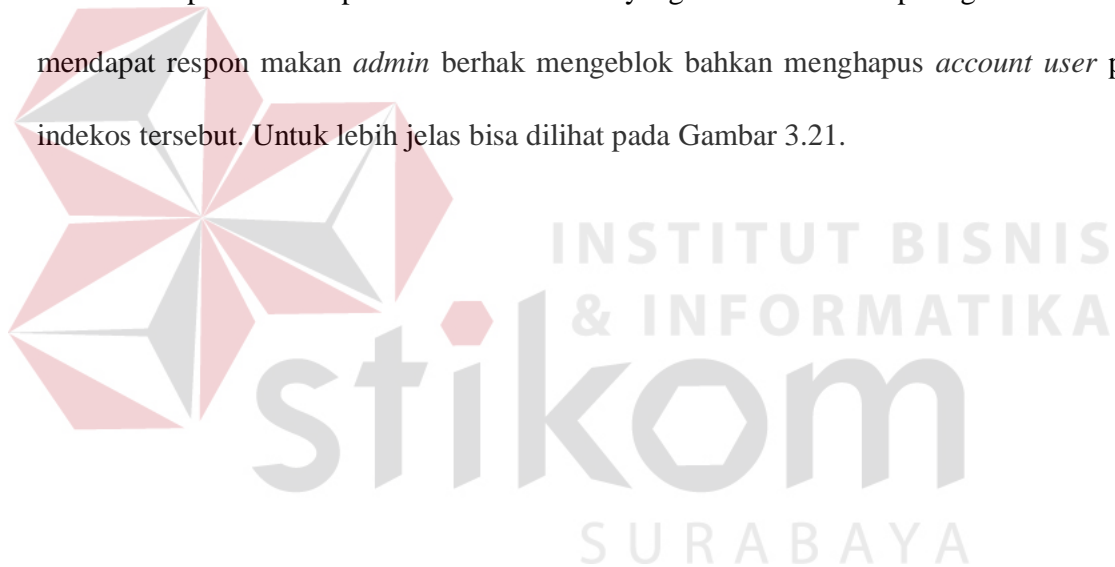 mendapat respon makan admin berhak mengeblok bahkan menghapus account user
indekos tersebut. Untuk lebih jelas bisa dilihat pada Gambar 3.21.
INSTITUT BISNIS
& INFORMATIKA
stikom
SURABAYA